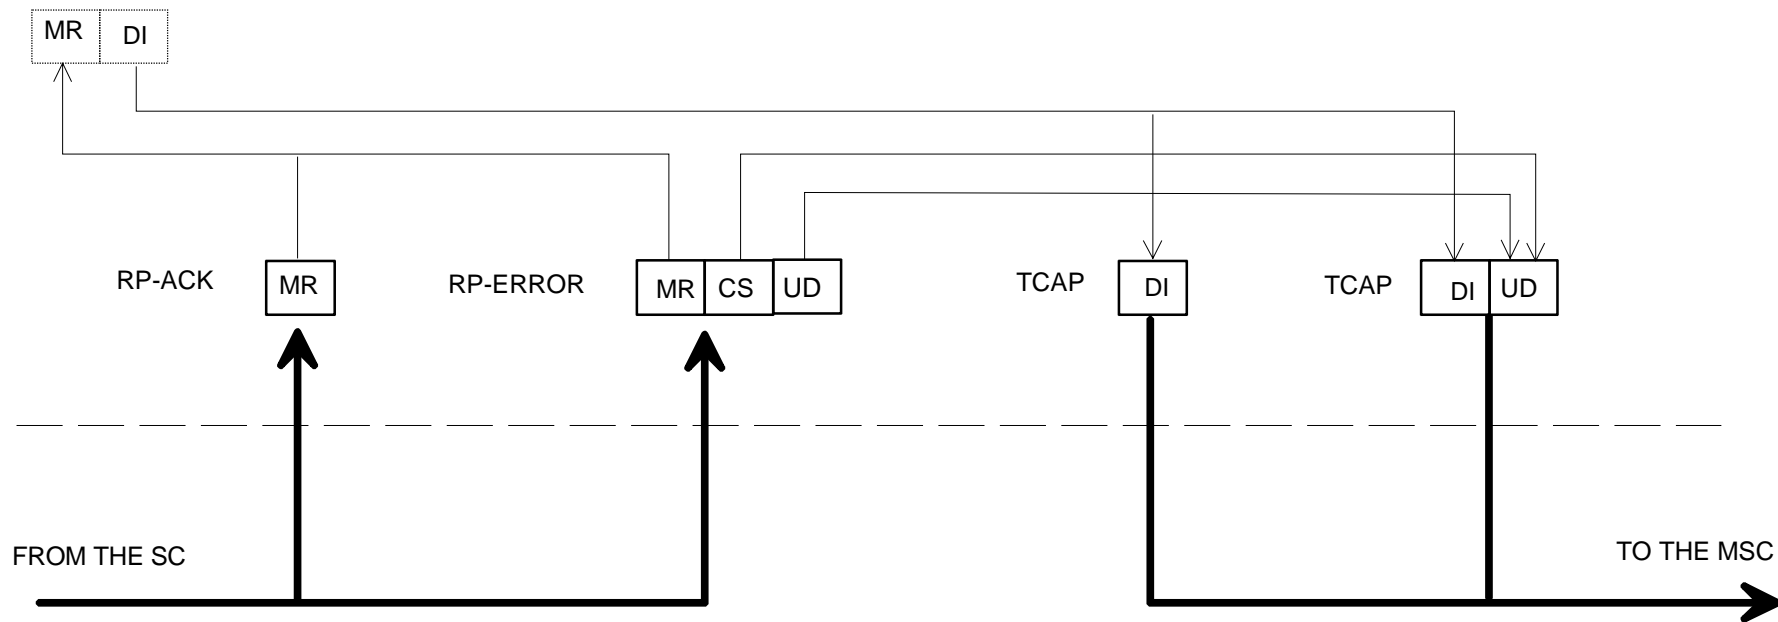 MR DI
RP-ACK MR RP-ERROR MR CS UD TCAP DI TCAP DI UD
FROM THE SC TO THE MSC